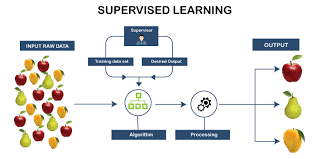 SUPERVISED LEARNING
INPUT RAW DATA
Supervisor
OUTPUT
Training data set
Desired Output
Algorithm
Processing